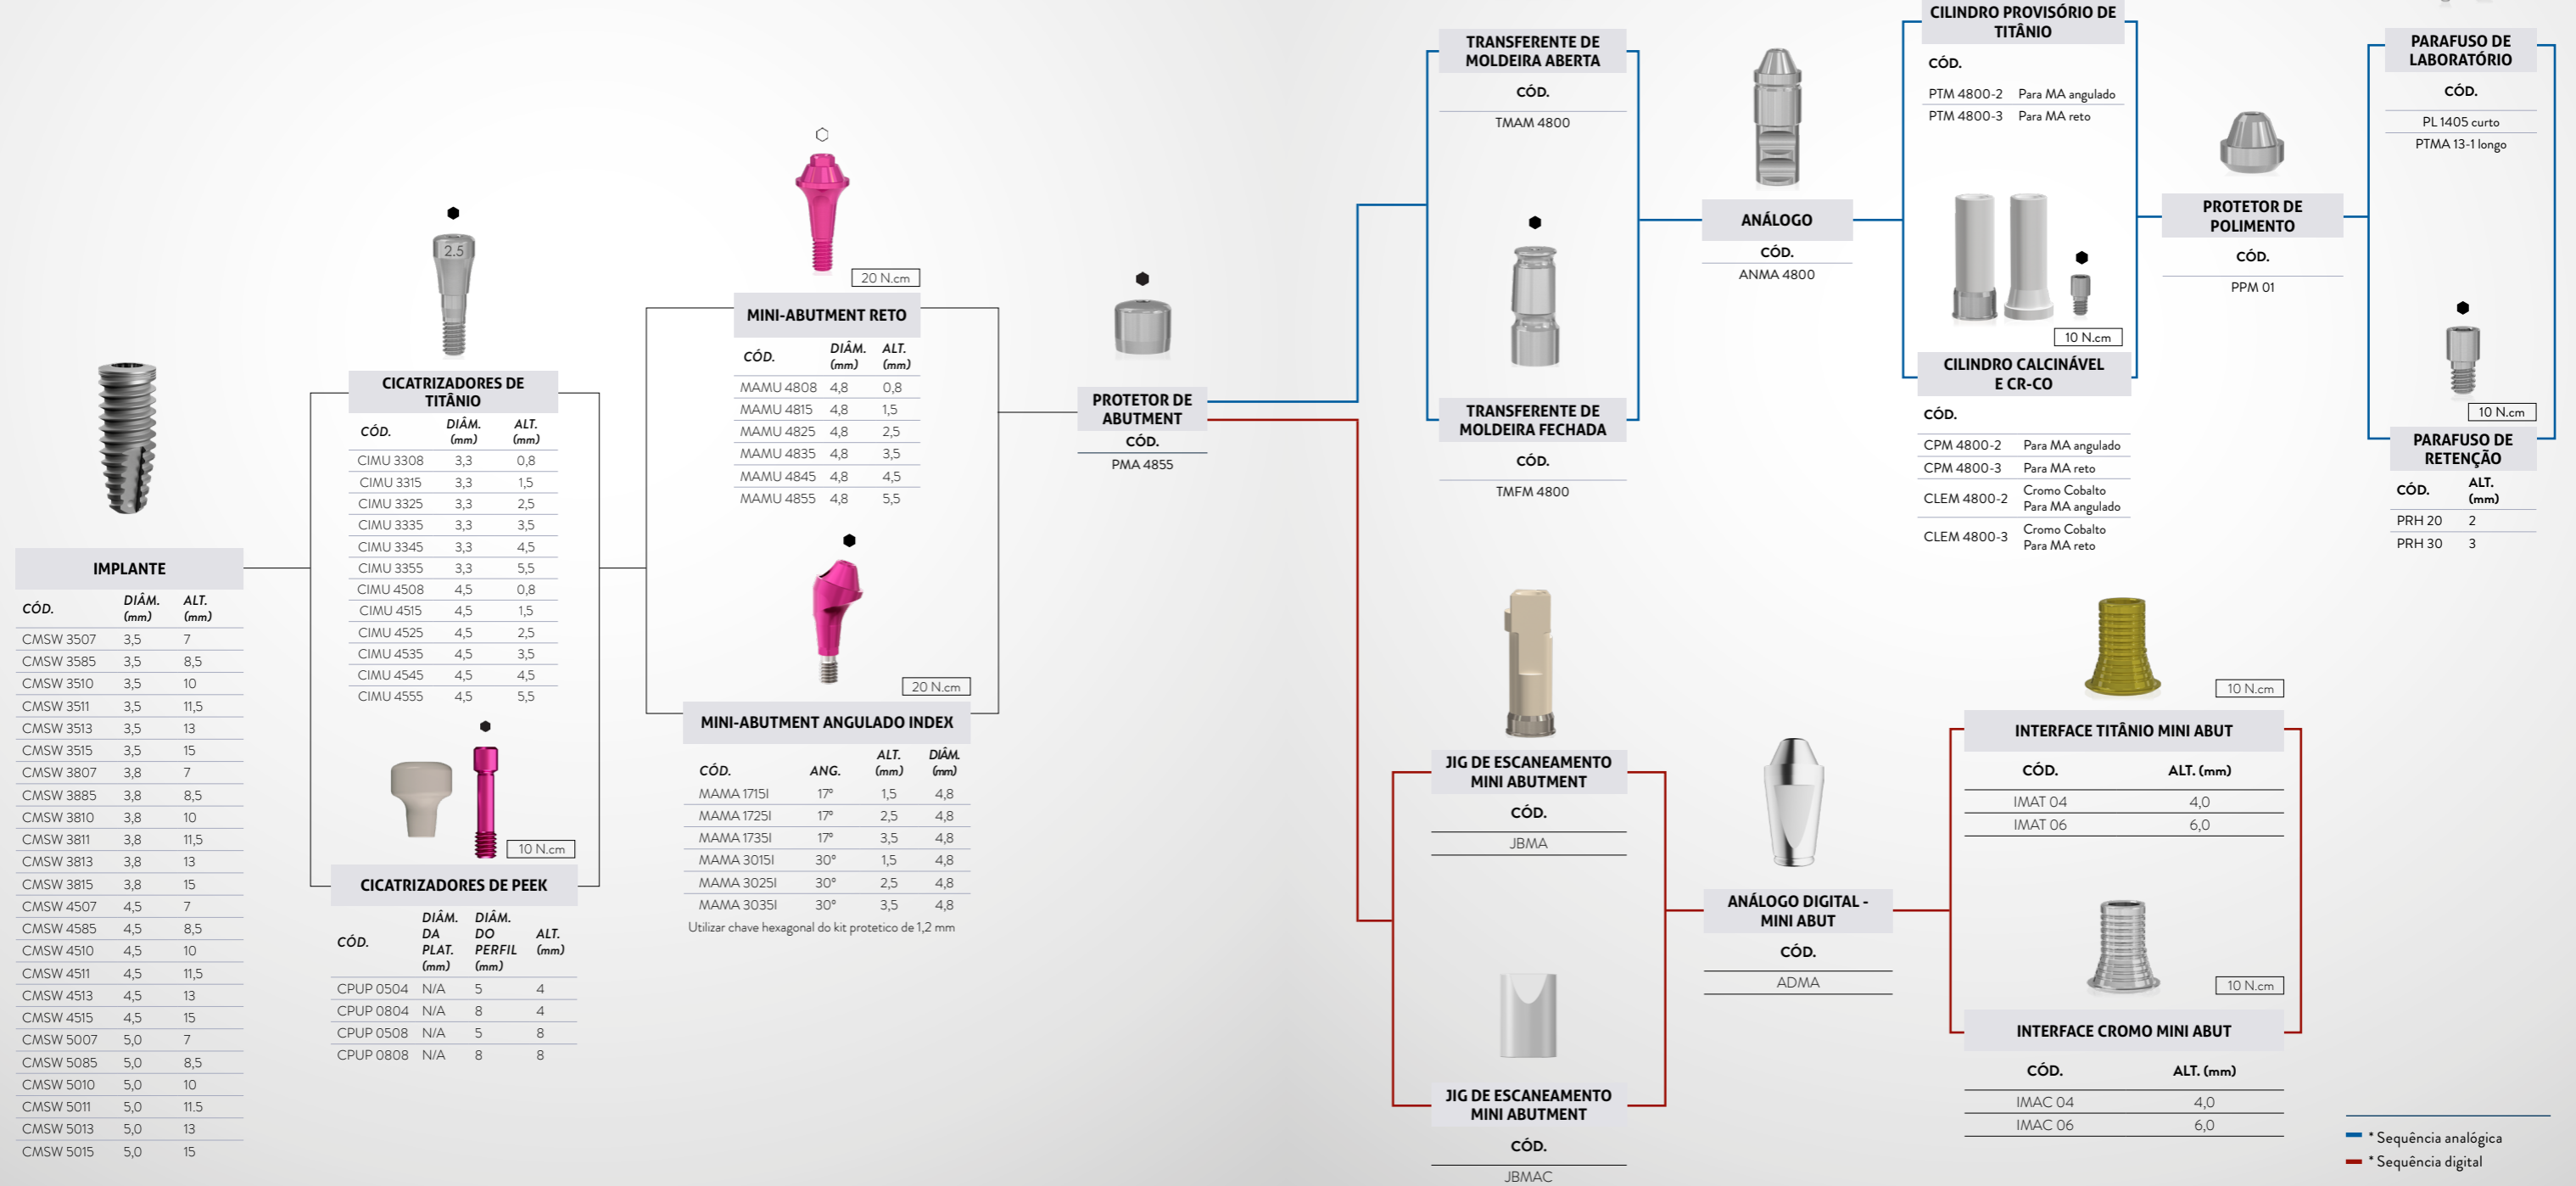 IMPLANTE
CÓD. DIÂM. (mm) ALT. (mm)
CMSW 3507 3,5 7
CMSW 3585 3,5 8,5
CMSW 3510 3,5 10
CMSW 3511 3,5 11,5
CMSW 3513 3,5 13
CMSW 3515 3,5 15
CMSW 3807 3,8 7
CMSW 3885 3,8 8,5
CMSW 3810 3,8 10
CMSW 3811 3,8 11,5
CMSW 3813 3,8 13
CMSW 3815 3,8 15
CMSW 4507 4,5 7
CMSW 4585 4,5 8,5
CMSW 4510 4,5 10
CMSW 4511 4,5 11,5
CMSW 4513 4,5 13
CMSW 4515 4,5 15
CMSW 5007 5,0 7
CMSW 5085 5,0 8,5
CMSW 5010 5,0 10
CMSW 5011 5,0 11.5
CMSW 5013 5,0 13
CMSW 5015 5,0 15
2.5
CICATRIZADORES DE
TITÂNIO
CÓD. DIÂM. (mm) ALT. (mm)
CIMU 3308 3,3 0,8
CIMU 3315 3,3 1,5
CIMU 3325 3,3 2,5
CIMU 3335 3,3 3,5
CIMU 3345 3,3 4,5
CIMU 3355 3,3 5,5
CIMU 4508 4,5 0,8
CIMU 4515 4,5 1,5
CIMU 4525 4,5 2,5
CIMU 4535 4,5 3,5
CIMU 4545 4,5 4,5
CIMU 4555 4,5 5,5
10 N.cm
CICATRIZADORES DE PEEK
CÓD. DIÂM. DA PLAT. (mm) DIÂM. DO PERFIL (mm) ALT. (mm)
CPUP 0504 N/A 5 4
CPUP 0804 N/A 8 4
CPUP 0508 N/A 5 8
CPUP 0808 N/A 8 8
20 N.cm
MINI-ABUTMENT RETO
CÓD. DIÂM. (mm) ALT. (mm)
MAMU 4808 4,8 0,8
MAMU 4815 4,8 1,5
MAMU 4825 4,8 2,5
MAMU 4835 4,8 3,5
MAMU 4845 4,8 4,5
MAMU 4855 4,8 5,5
20 N.cm
MINI-ABUTMENT ANGULADO INDEX
CÓD. ANG. ALT. (mm) DIÂM. (mm)
MAMA 1715I 17º 1,5 4,8
MAMA 1725I 17º 2,5 4,8
MAMA 1735I 17º 3,5 4,8
MAMA 3015I 30º 1,5 4,8
MAMA 3025I 30º 2,5 4,8
MAMA 3035I 30º 3,5 4,8
Utilizar chave hexagonal do kit protetico de 1,2 mm
PROTETOR DE
ABUTMENT
CÓD.
PMA 4855
TRANSFERENTE DE
MOLDEIRA ABERTA
CÓD.
TMAM 4800
TRANSFERENTE DE
MOLDEIRA FECHADA
CÓD.
TMFM 4800
ANÁLOGO
CÓD.
ANMA 4800
CILINDRO PROVISÓRIO DE
TITÂNIO
CÓD.
PTM 4800-2 Para MA angulado
PTM 4800-3 Para MA reto
10 N.cm
CILINDRO CALCINÁVEL
E CR-CO
CÓD.
CPM 4800-2 Para MA angulado
CPM 4800-3 Para MA reto
CLEM 4800-2 Cromo Cobalto Para MA angulado
CLEM 4800-3 Cromo Cobalto Para MA reto
PROTETOR DE
POLIMENTO
CÓD.
PPM 01
PARAFUSO DE
LABORATÓRIO
CÓD.
PL 1405 curto
PTMA 13-1 longo
10 N.cm
PARAFUSO DE
RETENÇÃO
CÓD. ALT. (mm)
PRH 20 2
PRH 30 3
JIG DE ESCANEAMENTO
MINI ABUTMENT
CÓD.
JBMA
JIG DE ESCANEAMENTO
MINI ABUTMENT
CÓD.
JBMAC
ANÁLOGO DIGITAL -
MINI ABUT
CÓD.
ADMA
10 N.cm
INTERFACE TITÂNIO MINI ABUT
CÓD. ALT. (mm)
IMAT 04 4,0
IMAT 06 6,0
10 N.cm
INTERFACE CROMO MINI ABUT
CÓD. ALT. (mm)
IMAC 04 4,0
IMAC 06 6,0
* Sequência analógica
* Sequência digital